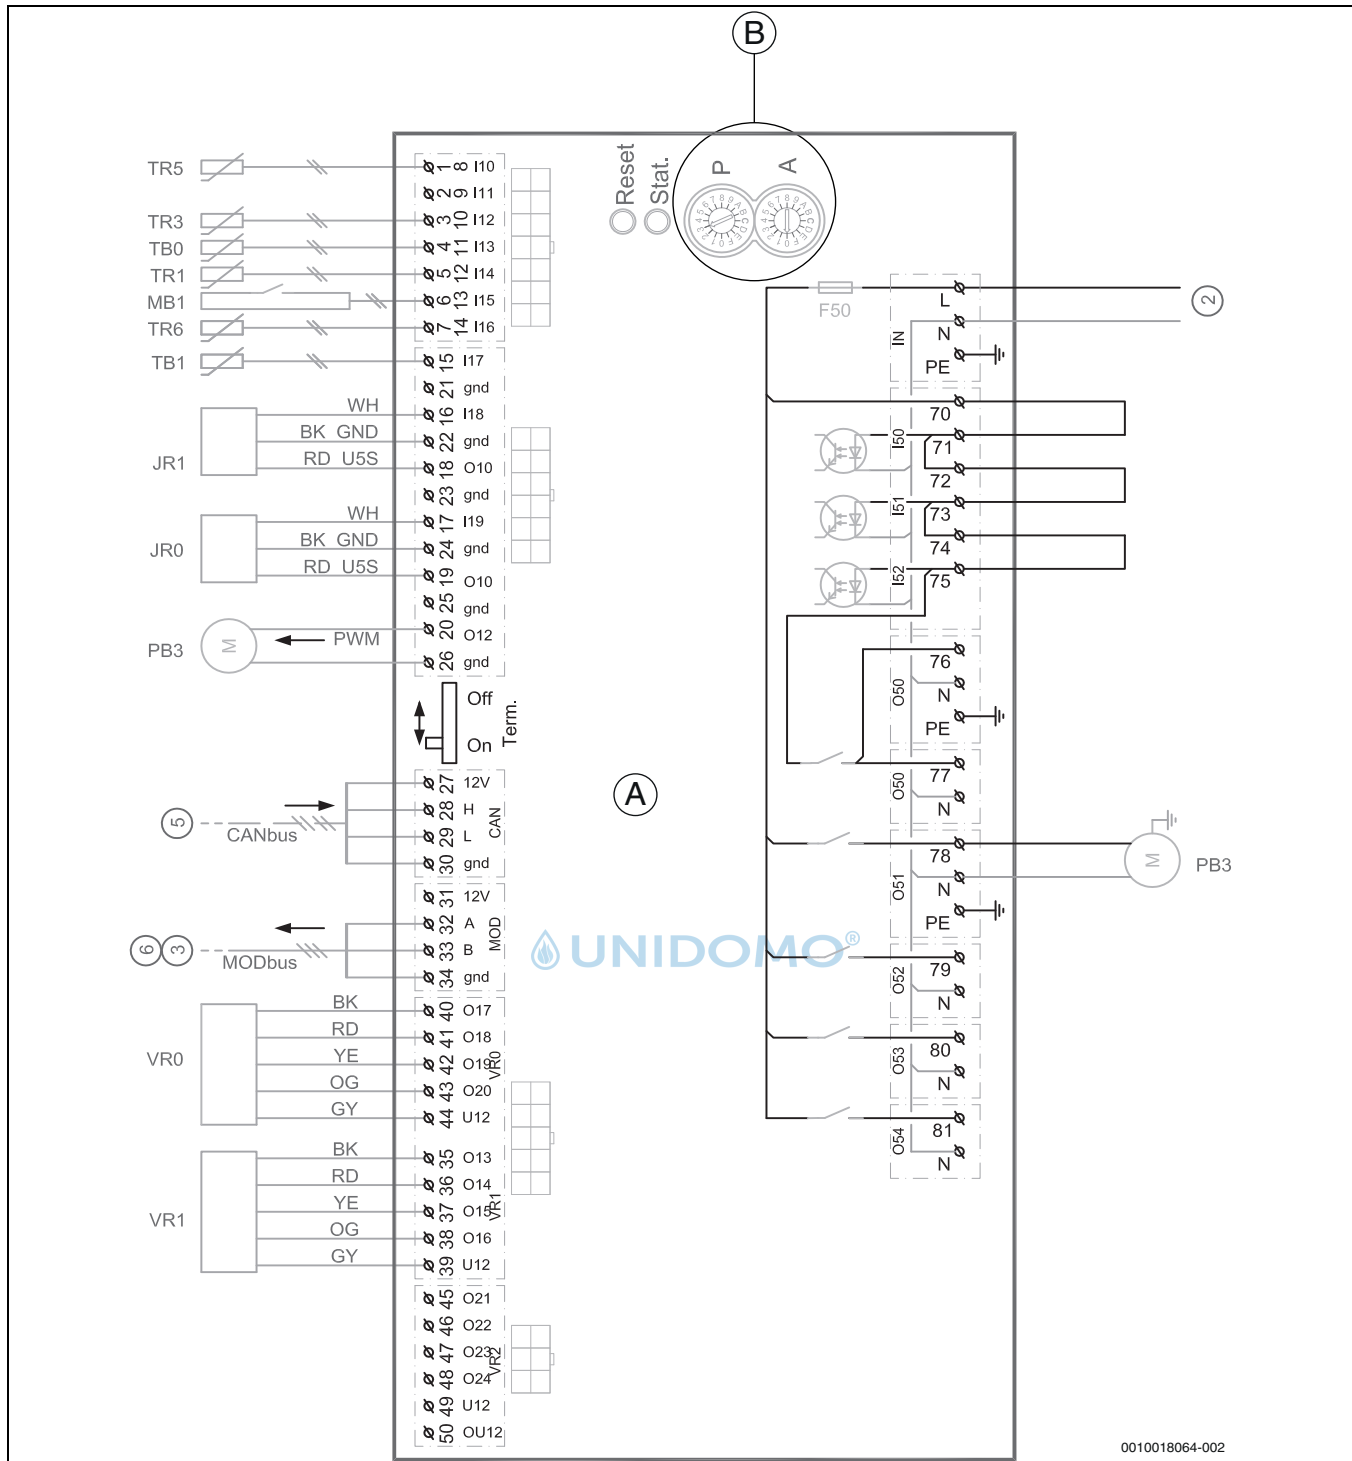 B
Reset
Stat.
P
A
TR5
1 8 I10
2 9 I11
TR3
3 10 I12
TB0
4 11 I13
TR1
5 12 I14
MB1
6 13 I15
TR6
7 14 I16
TB1
15 I17
21 gnd
WH
16 I18
JR1
BK GND
22 gnd
RD U5S
18 O10
23 gnd
WH
17 I19
JR0
BK GND
24 gnd
RD U5S
19 O10
25 gnd
PB3
M
PWM
20 O12
26 gnd
Off
On
Term.
27 12V
28 H
29 L
30 gnd
CAN
5
CANbus
31 12V
32 A
33 B
34 gnd
MOD
6 3
MODbus
VR0
BK
40 O17
RD
41 O18
YE
42 O19
OG
43 O20
GY
44 U12
VR0
VR1
BK
35 O13
RD
36 O14
YE
37 O15
OG
38 O16
GY
39 U12
VR1
45 O21
46 O22
47 O23
48 O24
49 U12
50 OU12
VR2
A
UNIDOMO®
F50
IN
L
N
PE
2
70
I50
71
72
I51
73
74
I52
75
O50
76
N
PE
O50
77
N
O51
78
N
PE
M
PB3
O52
79
N
O53
80
N
O54
81
N
0010018064-002